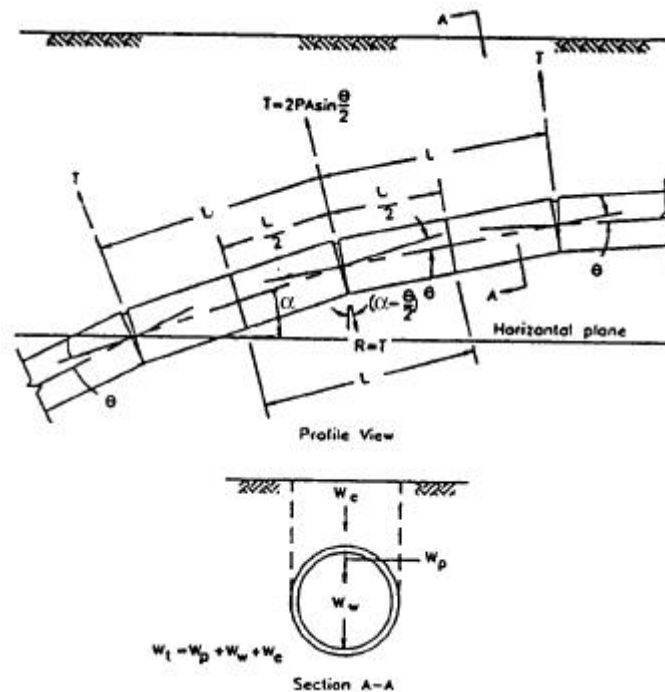 A
T
T=2PAsin θ/2
L
T
L
L/2
L/2
θ
α
θ
A
(α-θ/2)
Horizontal plane
R=T
θ
L
Profile View
We
Wp
Ww
Wt=Wp+Ww+We
Section A-A